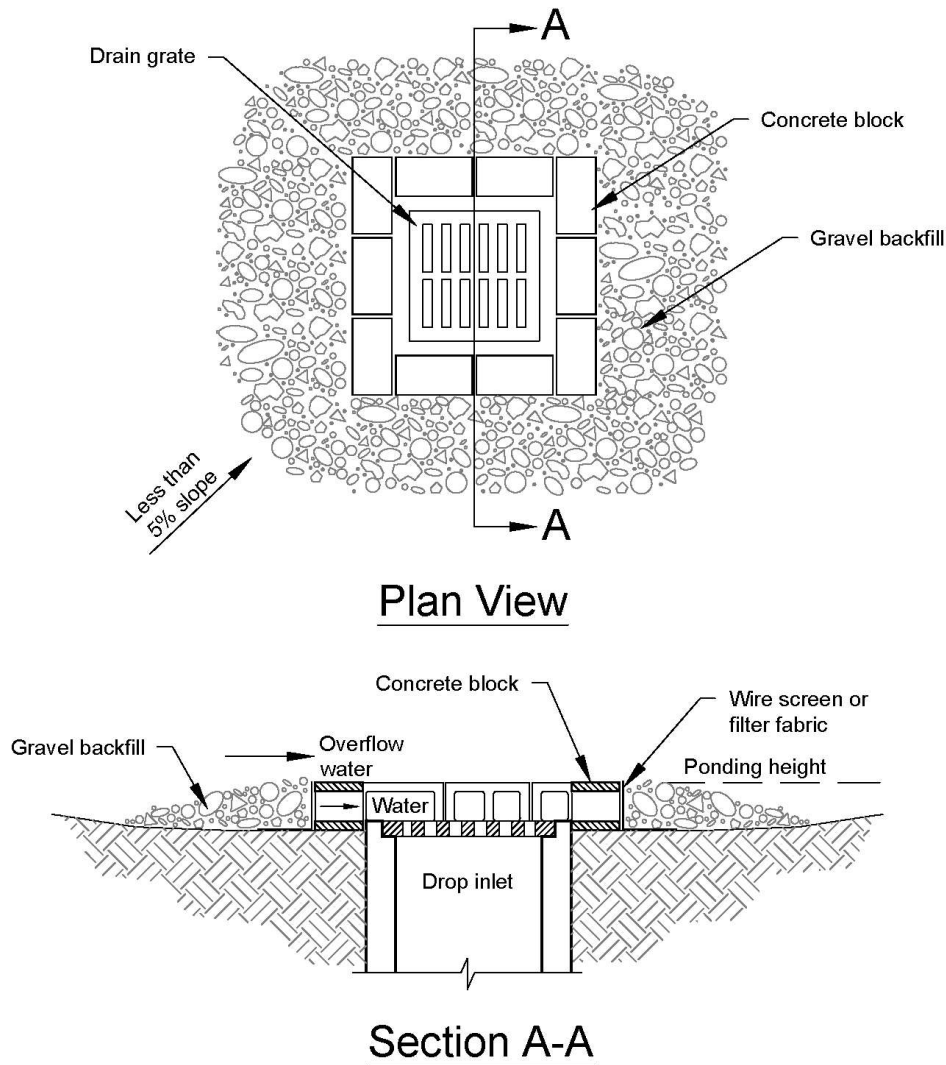 A
Drain grate
Concrete block
Gravel backfill
Less than
5% slope
A
Plan View
Concrete block
Wire screen or
filter fabric
Gravel backfill
Overflow
water
Ponding height
Water
Drop inlet
Section A-A